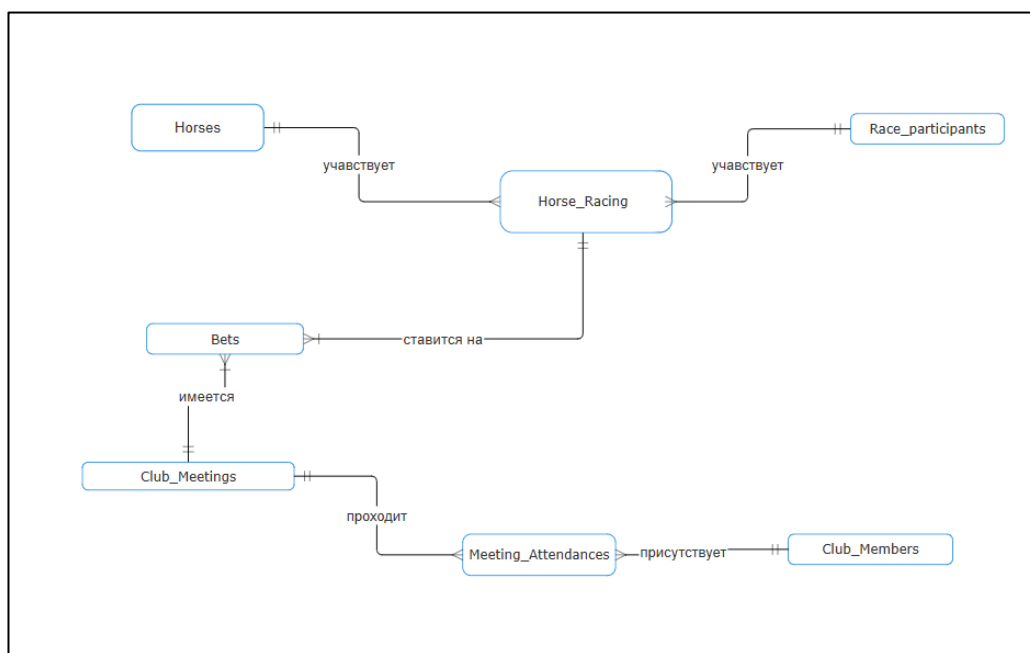 Horses
Race_participants
учавствует
учавствует
Horse_Racing
Bets
ставится на
имеется
Club_Meetings
проходит
Meeting_Attendances
присутствует
Club_Members